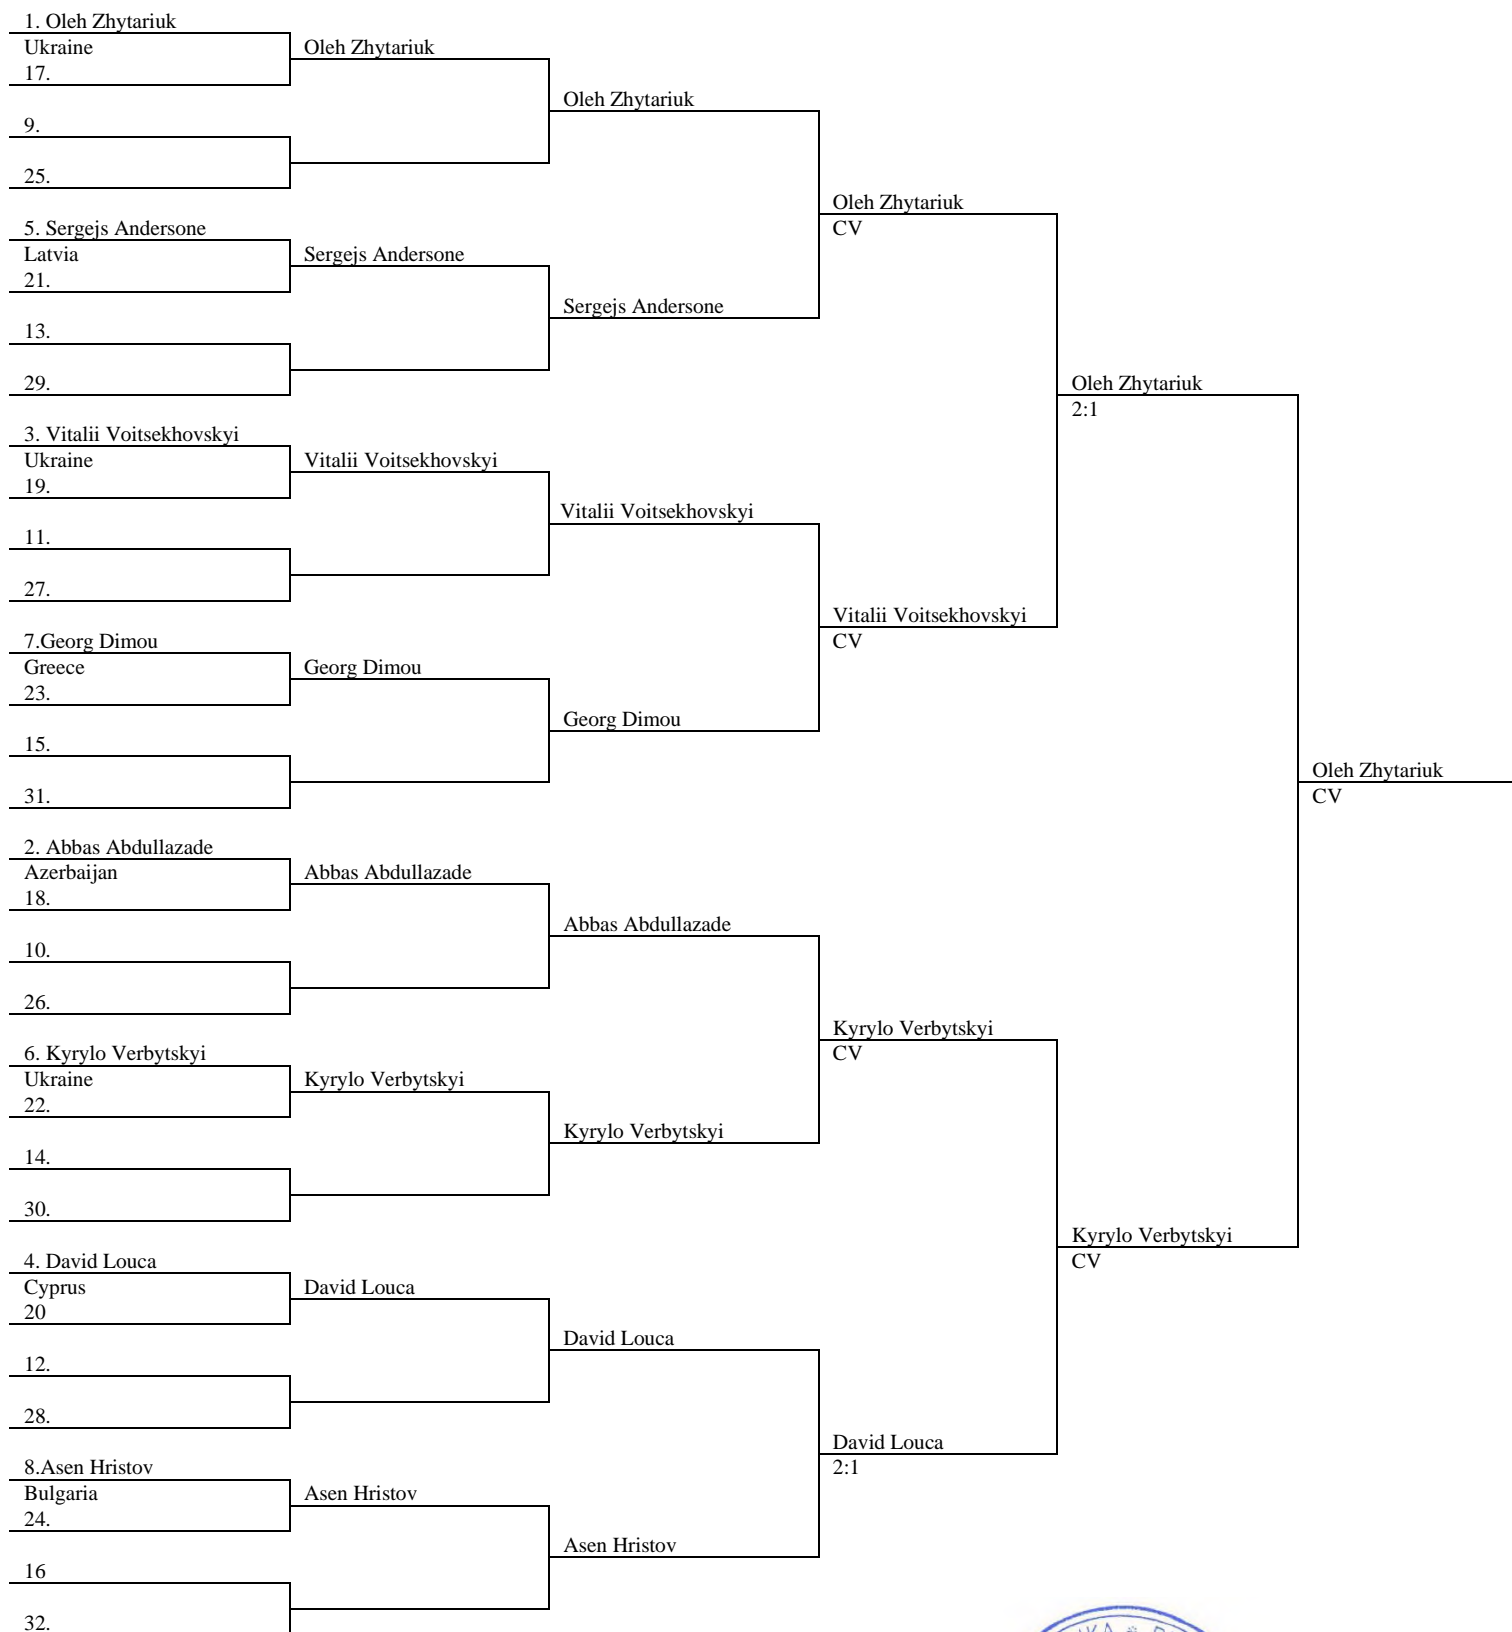 1. Oleh Zhytariuk
Ukraine
17.
9.
25.
5. Sergejs Andersone
Latvia
21.
13.
29.
3. Vitalii Voitsekhovskyi
Ukraine
19.
11.
27.
7.Georg Dimou
Greece
23.
15.
31.
2. Abbas Abdullazade
Azerbaijan
18.
10.
26.
6. Kyrylo Verbytskyi
Ukraine
22.
14.
30.
4. David Louca
Cyprus
20
12.
28.
8.Asen Hristov
Bulgaria
24.
16
32.
Oleh Zhytariuk
Sergejs Andersone
Vitalii Voitsekhovskyi
Georg Dimou
Abbas Abdullazade
Kyrylo Verbytskyi
David Louca
Asen Hristov
Oleh Zhytariuk
Sergejs Andersone
Vitalii Voitsekhovskyi
Georg Dimou
Abbas Abdullazade
Kyrylo Verbytskyi
David Louca
Asen Hristov
Oleh Zhytariuk
CV
Vitalii Voitsekhovskyi
CV
Kyrylo Verbytskyi
CV
David Louca
2:1
Oleh Zhytariuk
2:1
Kyrylo Verbytskyi
CV
Oleh Zhytariuk
CV